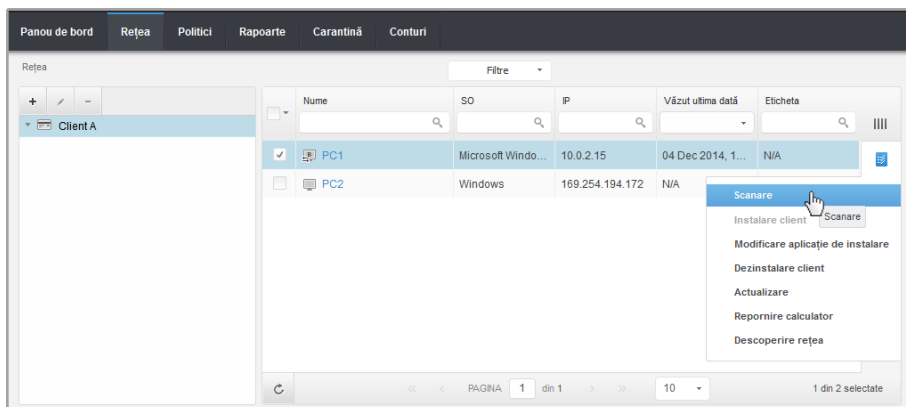 Panou de bord Rețea Politici Rapoarte Carantină Conturi
Rețea Filtre
Nume SO IP Văzut ultima dată Eticheta
Client A
PC1 Microsoft Windo... 10.0.2.15 04 Dec 2014, 1... N/A
PC2 Windows 169.254.194.172 N/A
Scanare
Scanare
Instalare client
Modificare aplicație de instalare
Dezinstalare client
Actualizare
Repornire calculator
Descoperire rețea
PAGINA 1 din 1 10 1 din 2 selectate